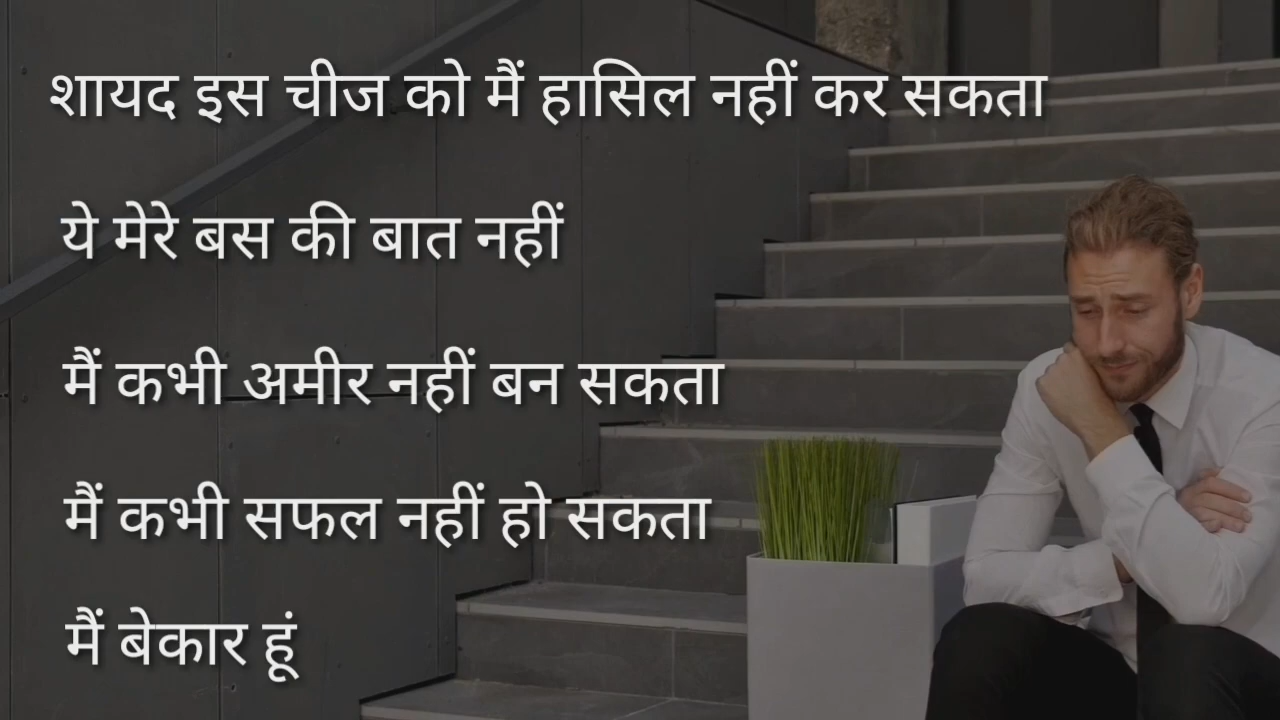 शायद इस चीज को मैं हासिल नहीं कर सकता
ये मेरे बस की बात नहीं
मैं कभी अमीर नहीं बन सकता
मैं कभी सफल नहीं हो सकता
मैं बेकार हूं